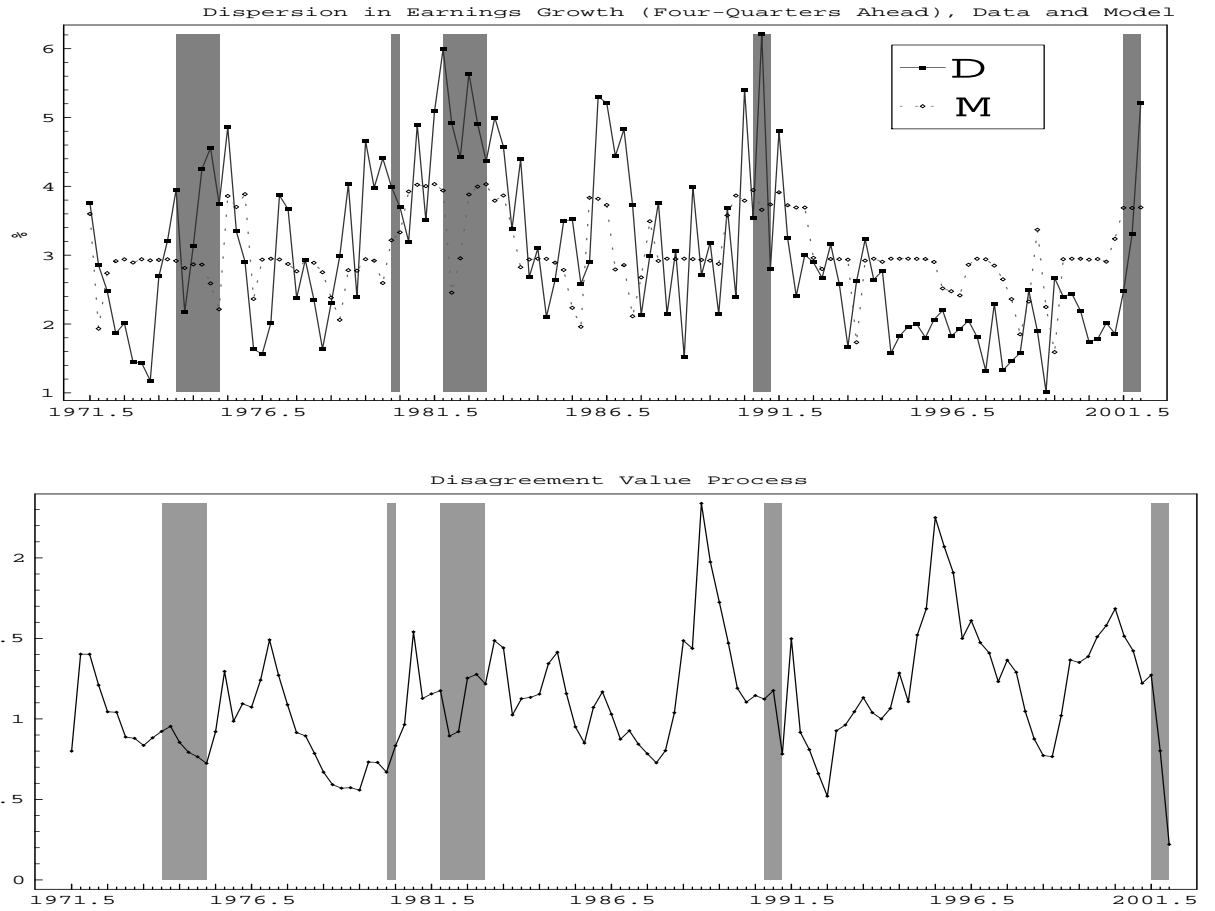 Dispersion in Earnings Growth (Four-Quarters Ahead), Data and Model
6
D
M
5
4
%
3
2
1
1971.5 1976.5 1981.5 1986.5 1991.5 1996.5 2001.5
Disagreement Value Process
2
.5
1
.5
0
1971.5 1976.5 1981.5 1986.5 1991.5 1996.5 2001.5